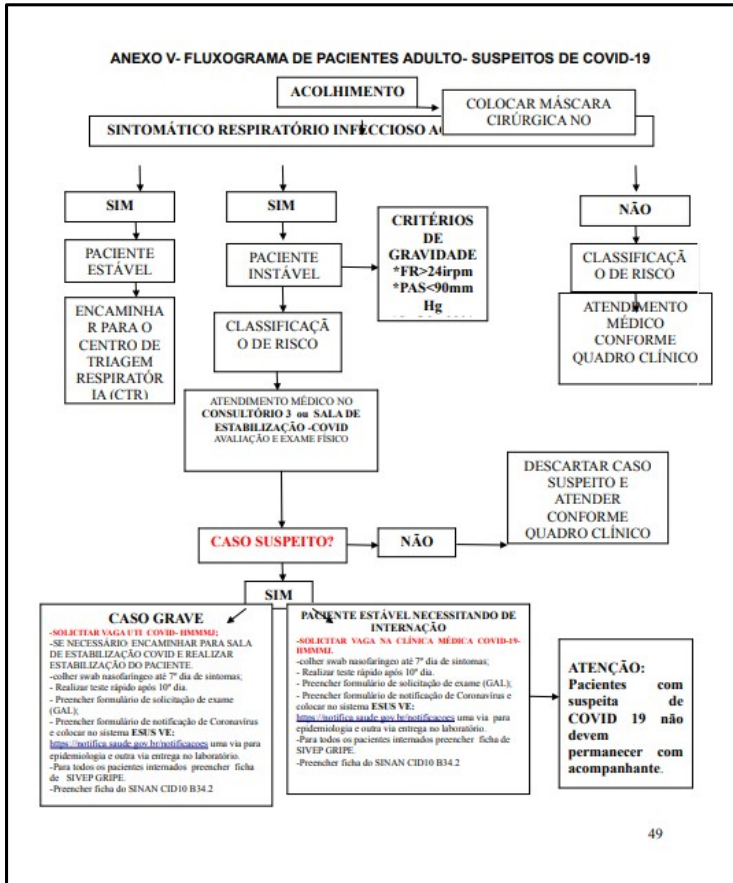 ANEXO V- FLUXOGRAMA DE PACIENTES ADULTO- SUSPEITOS DE COVID-19
ACOLHIMENTO
COLOCAR MÁSCARA
CIRÚRGICA NO
SINTOMÁTICO RESPIRATÓRIO INFECCIOSO
SIM
PACIENTE
ESTÁVEL
ENCAMINHA
R PARA O
CENTRO DE
TRIAGEM
RESPIRATÓR
IA (CTR)
SIM
PACIENTE
INSTÁVEL
CRITÉRIOS
DE
GRAVIDADE
*FR>24irpm
*PAS<90mm
Hg
CLASSIFICAÇÃ
O DE RISCO
ATENDIMENTO MÉDICO NO
CONSULTÓRIO 3 ou SALA DE
ESTABILIZAÇÃO -COVID
AVALIAÇÃO E EXAME FÍSICO
NÃO
CLASSIFICAÇÃ
O DE RISCO
ATENDIMENTO
MÉDICO
CONFORME
QUADRO CLÍNICO
CASO SUSPEITO?
NÃO
DESCARTAR CASO
SUSPEITO E
ATENDER
CONFORME
QUADRO CLÍNICO
SIM
CASO GRAVE
-SOLICITAR VAGA UTI COVID- HMMMJ;
-SE NECESSÁRIO ENCAMINHAR PARA SALA
DE ESTABILIZAÇÃO COVID E REALIZAR
ESTABILIZAÇÃO DO PACIENTE.
-colher swab nasofaríngeo até 7º dia de sintomas;
- Realizar teste rápido após 10º dia.
- Preencher formulário de solicitação de exame
(GAL);
- Preencher formulário de notificação de Coronavírus
e colocar no sistema ESUS VE:
https://notifica.saude.gov.br/notificacoes uma via para
epidemiologia e outra via entrega no laboratório.
-Para todos os pacientes internados preencher ficha
de SIVEP GRIPE.
-Preencher ficha do SINAN CID10 B34.2
PACIENTE ESTÁVEL NECESSITANDO DE
INTERNAÇÃO
-SOLICITAR VAGA NA CLÍNICA MÉDICA COVID-19-
HMMMJ.
-colher swab nasofaríngeo até 7º dia de sintomas;
- Realizar teste rápido após 10º dia.
- Preencher formulário de solicitação de exame (GAL);
- Preencher formulário de notificação de Coronavírus e
colocar no sistema ESUS VE:
https://notifica.saude.gov.br/notificacoes uma via para
epidemiologia e outra via entrega no laboratório.
-Para todos os pacientes internados preencher ficha de
SIVEP GRIPE.
-Preencher ficha do SINAN CID10 B34.2
ATENÇÃO:
Pacientes com
suspeita de
COVID 19 não
devem
permanecer com
acompanhante.
49